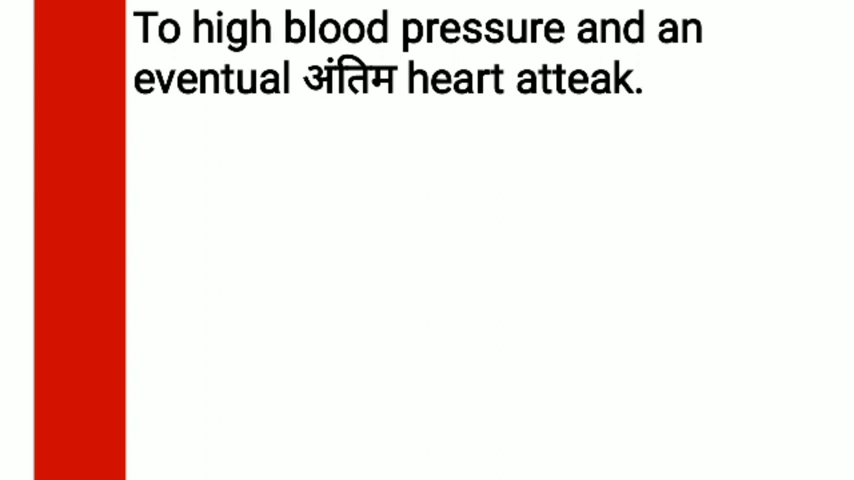 To high blood pressure and an
eventual अंतिम heart atteak.